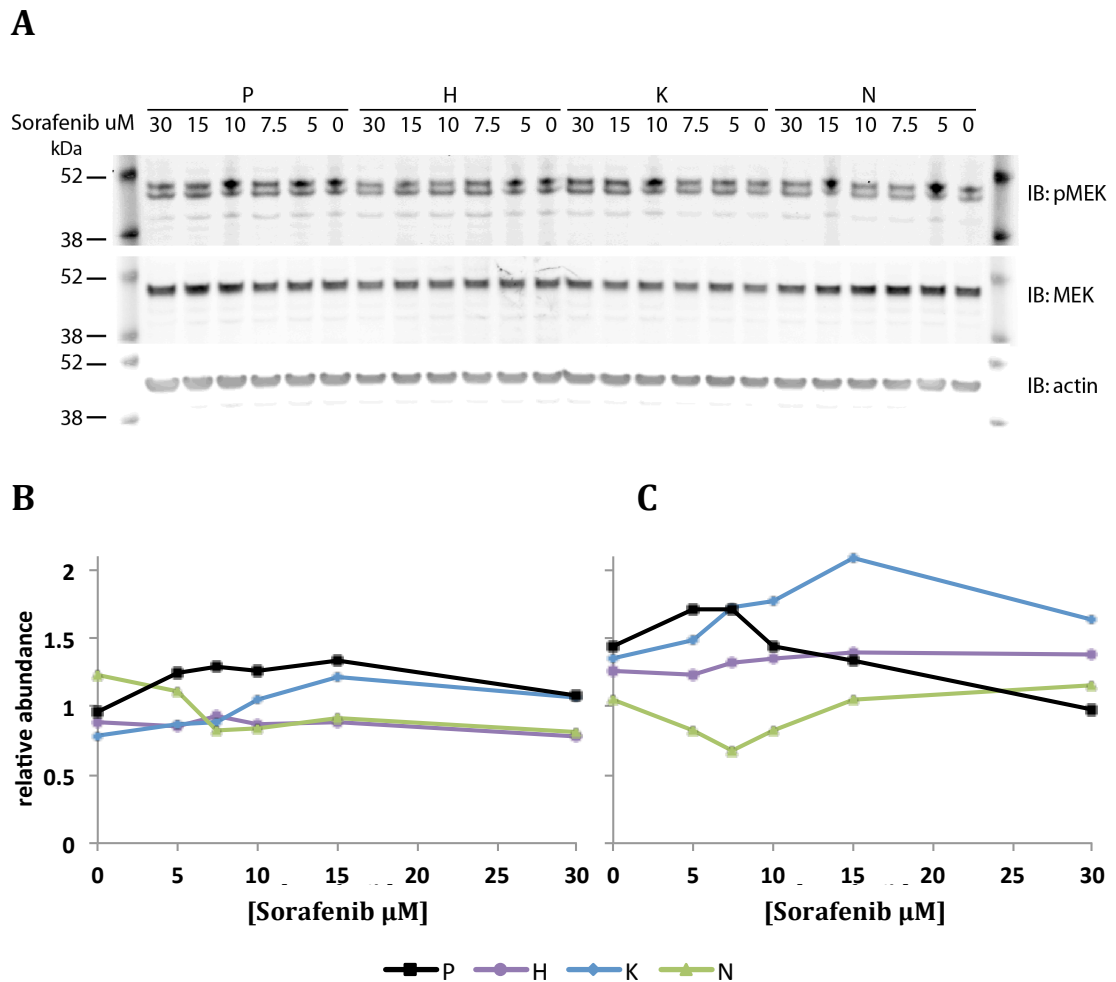 A
P H K N
Sorafenib uM 30 15 10 7.5 5 0 30 15 10 7.5 5 0 30 15 10 7.5 5 0 30 15 10 7.5 5 0
kDa
52
IB: pMEK
38
52
IB: MEK
38
52
IB: actin
38
B C
2
1.5
1
0.5
0
relative abundance
0 5 10 15 20 25 30 0 5 10 15 20 25 30
[Sorafenib μM] [Sorafenib μM]
P H K N